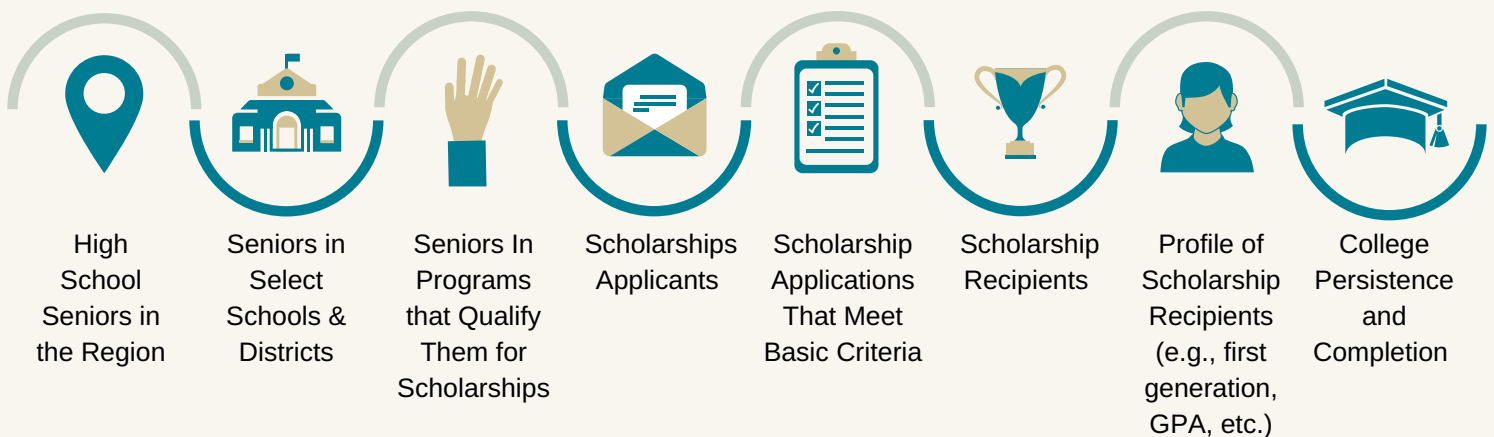 High
School
Seniors in
the Region
Seniors in
Select
Schools &
Districts
Seniors In
Programs
that Qualify
Them for
Scholarships
Scholarships
Applicants
Scholarship
Applications
That Meet
Basic Criteria
Scholarship
Recipients
Profile of
Scholarship
Recipients
(e.g., first
generation,
GPA, etc.)
College
Persistence
and
Completion